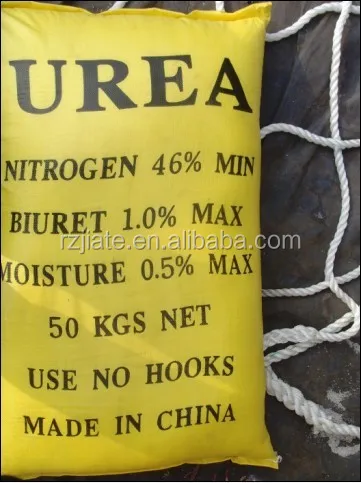 UREA
NITROGEN 46% MIN
BIURET 1.0% MAX
rzjiate.en.alibaba.com
MOISTURE 0.5% MAX
50 KGS NET
USE NO HOOKS
MADE IN CHINA